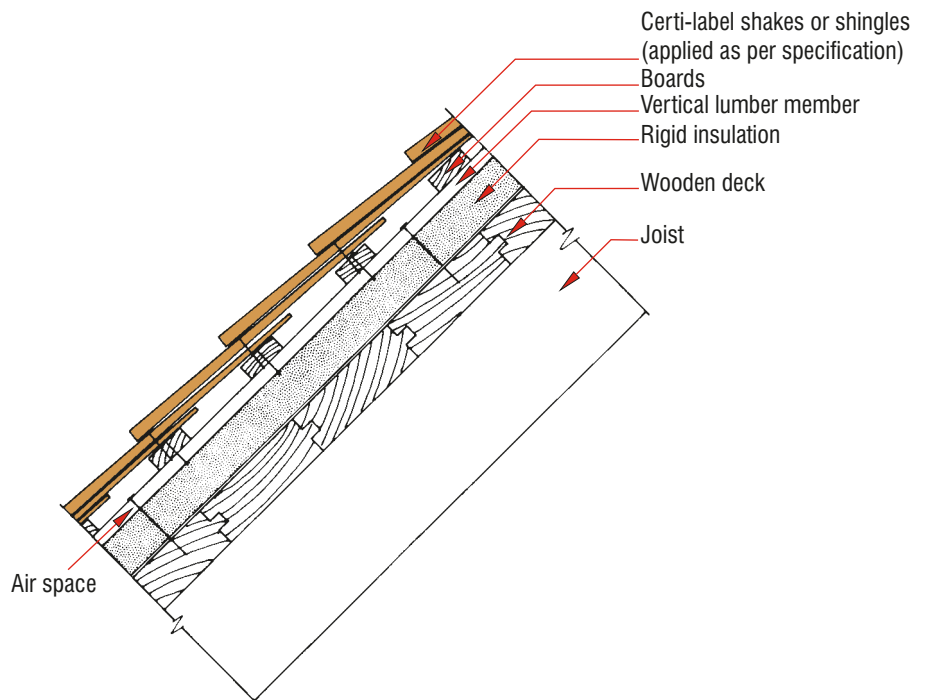 Certi-label shakes or shingles
(applied as per specification)
Boards
Vertical lumber member
Rigid insulation
Wooden deck
Joist
Air space